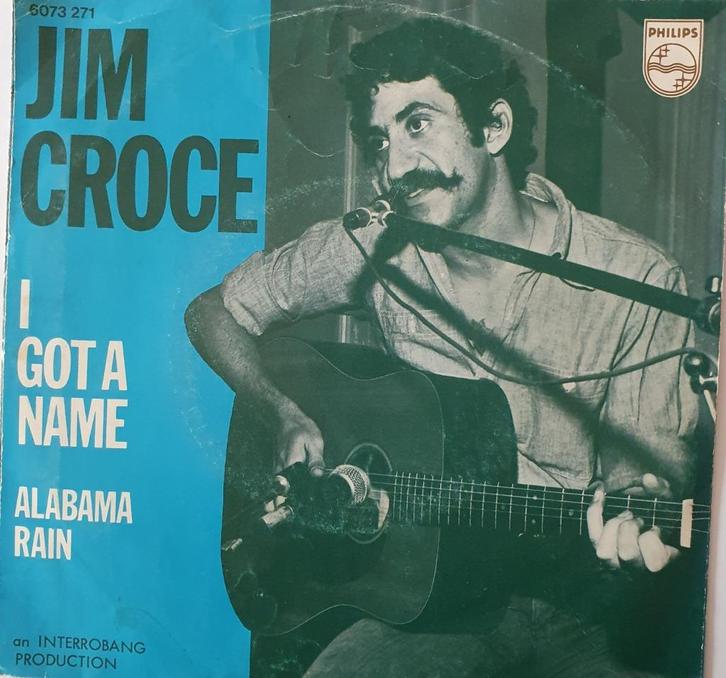 6073 271
JIM
CROCE
PHILIPS
I
GOT A
NAME
ALABAMA
RAIN
an INTERROBANG
PRODUCTION